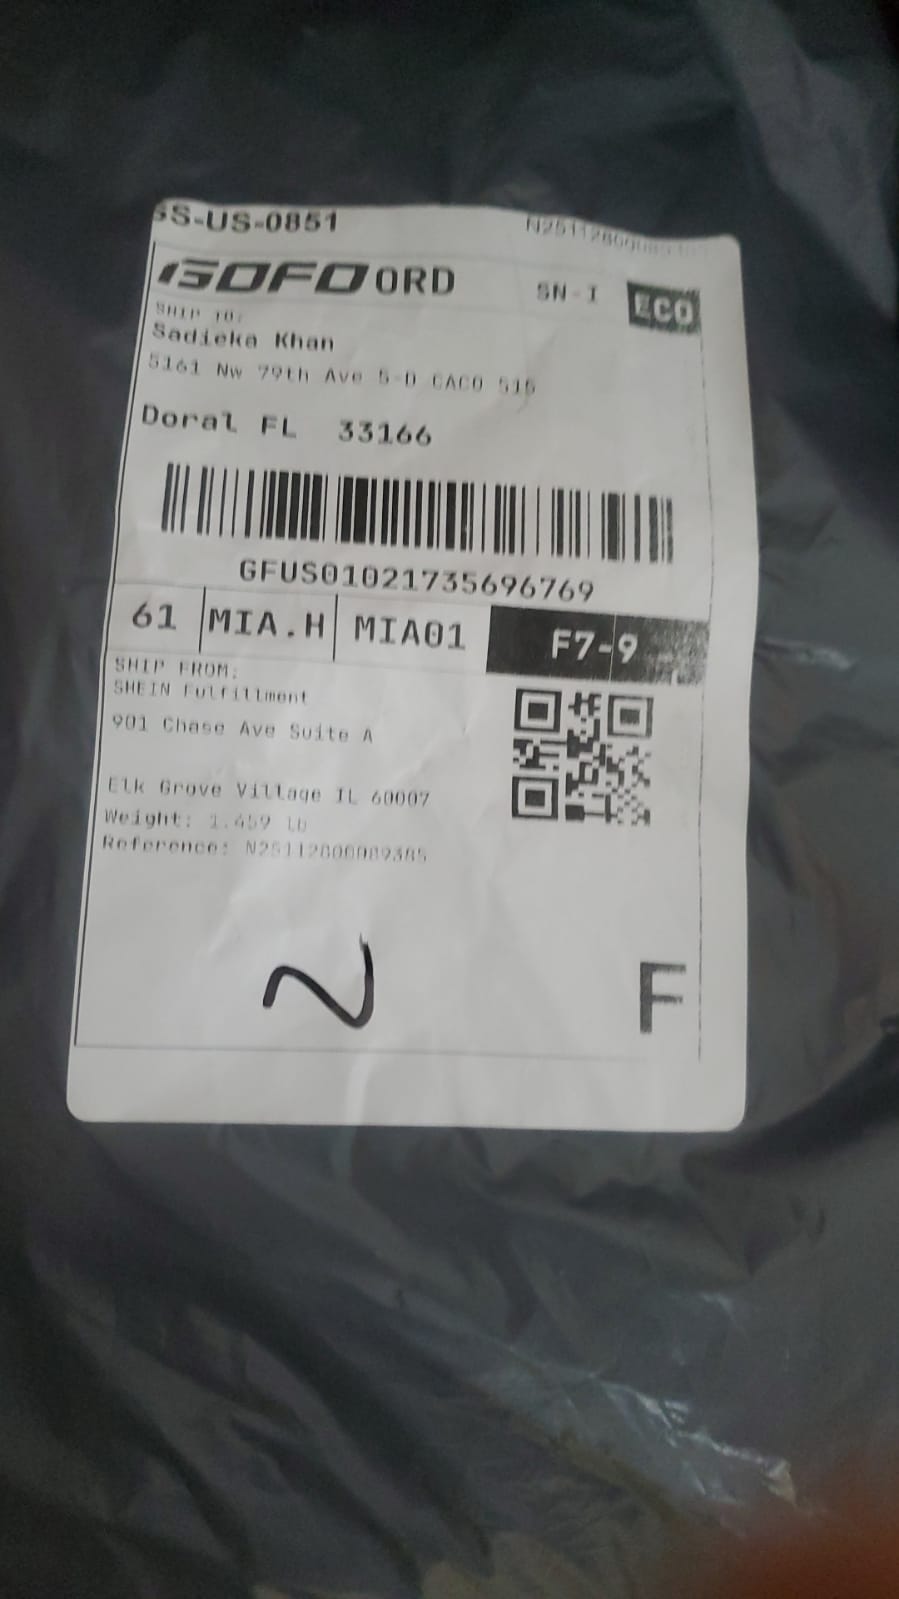 SS-US-0851
GOFO ORD SN-I ECO
SHIP TO:
Sadieka Khan
5161 Nw 79th Ave 5-D CACO 515
Doral FL 33166
GFUS01021735696769
61 MIA.H MIA01 F7-9
SHIP FROM:
SHEIN Fulfillment
901 Chase Ave Suite A
Elk Grove Village IL 60007
Weight: 1.459 lb
Reference: N25112800089385
2
F